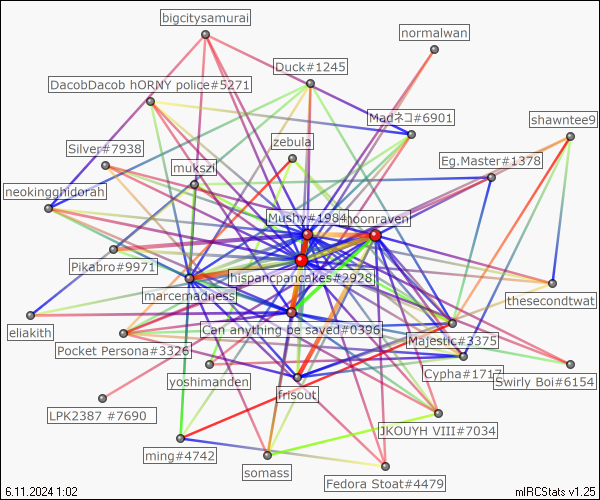 bigcitysamurai
normalwan
Duck#1245
DacobDacob hORNY police#5271
Madネコ#6901
shawntee9
zebula
Silver#7938
Eg.Master#1378
mukszi
neokingghidorah
Mushy#1984
hoonraven
Pikabro#9971
hispancpancakes#2928
marcemadness
thesecondtwat
eliakith
Can anything be saved#0396
Majestic#3375
Pocket Persona#3326
Cypha#1717
Swirly Boi#6154
yoshimanden
frisout
LPK2387 #7690
JKOUYH VIII#7034
ming#4742
somass
Fedora Stoat#4479
6.11.2024 1:02
mIRCStats v1.25